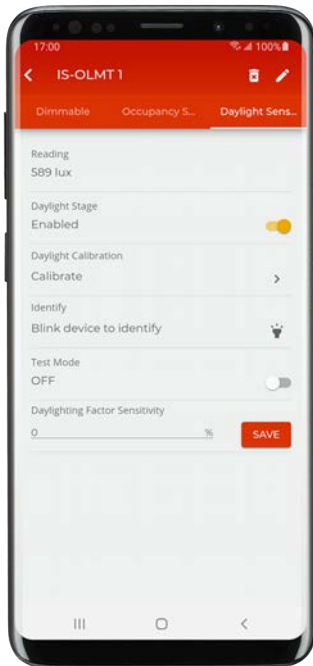 17:00 100%
IS-OLMT 1
Dimmable Occupancy S... Daylight Sens...
Reading
589 lux
Daylight Stage
Enabled
Daylight Calibration
Calibrate
Identify
Blink device to identify
Test Mode
OFF
Daylighting Factor Sensitivity
0 % SAVE